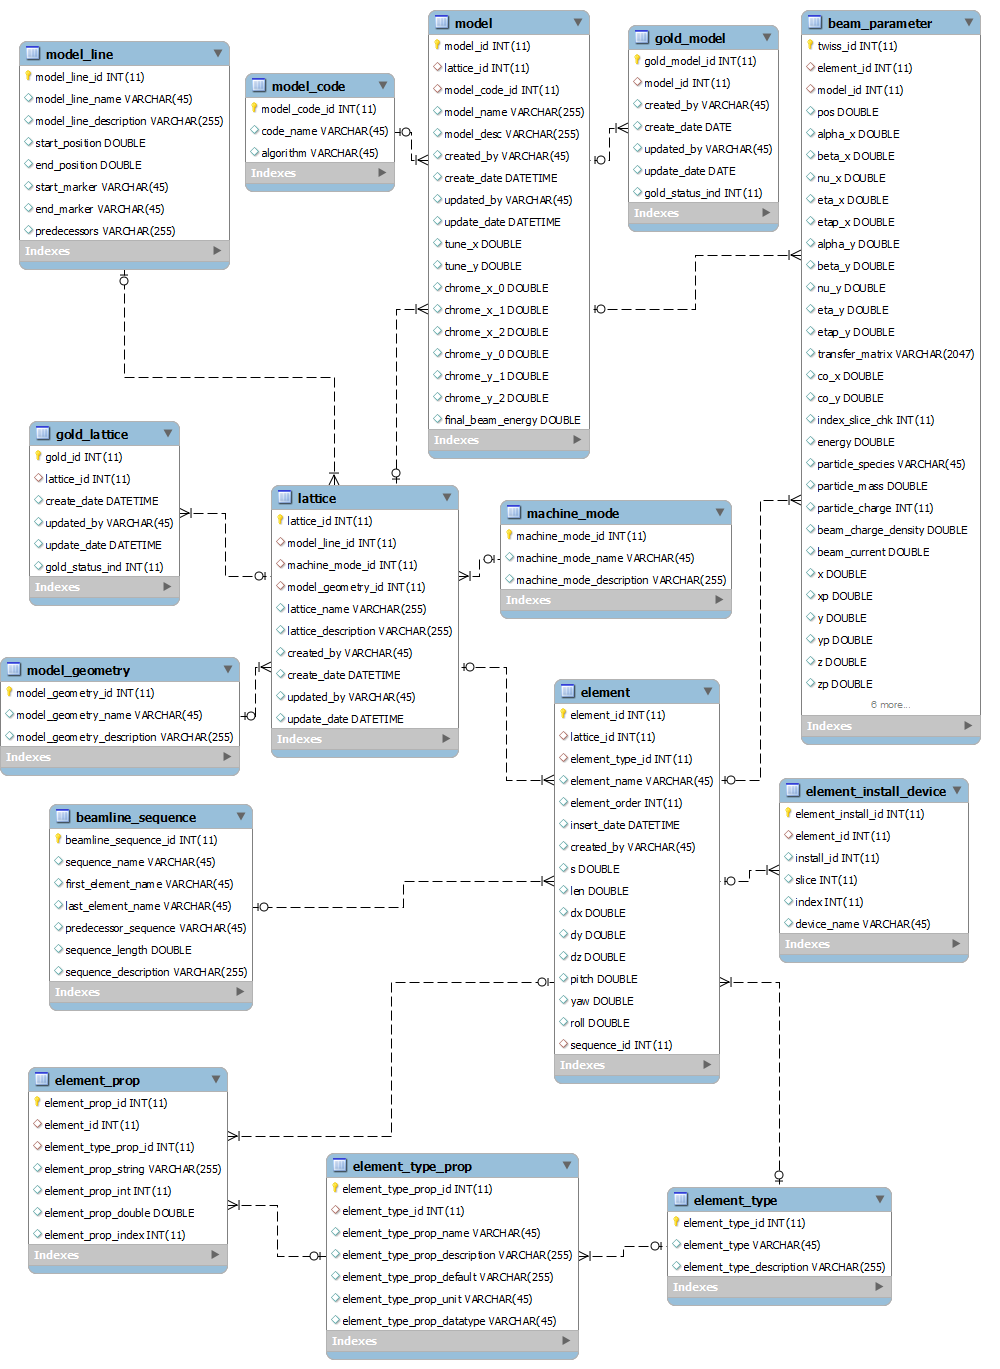 model_line
model_line_id INT(11)
model_line_name VARCHAR(45)
model_line_description VARCHAR(255)
start_position DOUBLE
end_position DOUBLE
start_marker VARCHAR(45)
end_marker VARCHAR(45)
predecessors VARCHAR(255)
Indexes
model_code
model_code_id INT(11)
code_name VARCHAR(45)
algorithm VARCHAR(45)
Indexes
model
model_id INT(11)
lattice_id INT(11)
model_code_id INT(11)
model_name VARCHAR(255)
model_desc VARCHAR(255)
created_by VARCHAR(45)
create_date DATETIME
updated_by VARCHAR(45)
update_date DATETIME
tune_x DOUBLE
tune_y DOUBLE
chrome_x_0 DOUBLE
chrome_x_1 DOUBLE
chrome_x_2 DOUBLE
chrome_y_0 DOUBLE
chrome_y_1 DOUBLE
chrome_y_2 DOUBLE
final_beam_energy DOUBLE
Indexes
gold_model
gold_model_id INT(11)
model_id INT(11)
created_by VARCHAR(45)
create_date DATE
updated_by VARCHAR(45)
update_date DATE
gold_status_ind INT(11)
Indexes
beam_parameter
twiss_id INT(11)
element_id INT(11)
model_id INT(11)
pos DOUBLE
alpha_x DOUBLE
beta_x DOUBLE
nu_x DOUBLE
eta_x DOUBLE
etap_x DOUBLE
alpha_y DOUBLE
beta_y DOUBLE
nu_y DOUBLE
eta_y DOUBLE
etap_y DOUBLE
transfer_matrix VARCHAR(2047)
co_x DOUBLE
co_y DOUBLE
index_slice_chk INT(11)
energy DOUBLE
particle_species VARCHAR(45)
particle_mass DOUBLE
particle_charge INT(11)
beam_charge_density DOUBLE
beam_current DOUBLE
x DOUBLE
xp DOUBLE
y DOUBLE
yp DOUBLE
z DOUBLE
zp DOUBLE
6 more...
Indexes
gold_lattice
gold_id INT(11)
lattice_id INT(11)
create_date DATETIME
updated_by VARCHAR(45)
update_date DATETIME
gold_status_ind INT(11)
Indexes
lattice
lattice_id INT(11)
model_line_id INT(11)
machine_mode_id INT(11)
model_geometry_id INT(11)
lattice_name VARCHAR(255)
lattice_description VARCHAR(255)
created_by VARCHAR(45)
create_date DATETIME
updated_by VARCHAR(45)
update_date DATETIME
Indexes
machine_mode
machine_mode_id INT(11)
machine_mode_name VARCHAR(45)
machine_mode_description VARCHAR(255)
Indexes
model_geometry
model_geometry_id INT(11)
model_geometry_name VARCHAR(45)
model_geometry_description VARCHAR(255)
Indexes
element
element_id INT(11)
lattice_id INT(11)
element_type_id INT(11)
element_name VARCHAR(45)
element_order INT(11)
insert_date DATETIME
created_by VARCHAR(45)
s DOUBLE
len DOUBLE
dx DOUBLE
dy DOUBLE
dz DOUBLE
pitch DOUBLE
yaw DOUBLE
roll DOUBLE
sequence_id INT(11)
Indexes
element_install_device
element_install_id INT(11)
element_id INT(11)
install_id INT(11)
slice INT(11)
index INT(11)
device_name VARCHAR(45)
Indexes
beamline_sequence
beamline_sequence_id INT(11)
sequence_name VARCHAR(45)
first_element_name VARCHAR(45)
last_element_name VARCHAR(45)
predecessor_sequence VARCHAR(45)
sequence_length DOUBLE
sequence_description VARCHAR(255)
Indexes
element_prop
element_prop_id INT(11)
element_id INT(11)
element_type_prop_id INT(11)
element_prop_string VARCHAR(255)
element_prop_int INT(11)
element_prop_double DOUBLE
element_prop_index INT(11)
Indexes
element_type_prop
element_type_prop_id INT(11)
element_type_id INT(11)
element_type_prop_name VARCHAR(45)
element_type_prop_description VARCHAR(255)
element_type_prop_default VARCHAR(255)
element_type_prop_unit VARCHAR(45)
element_type_prop_datatype VARCHAR(45)
Indexes
element_type
element_type_id INT(11)
element_type VARCHAR(45)
element_type_description VARCHAR(255)
Indexes